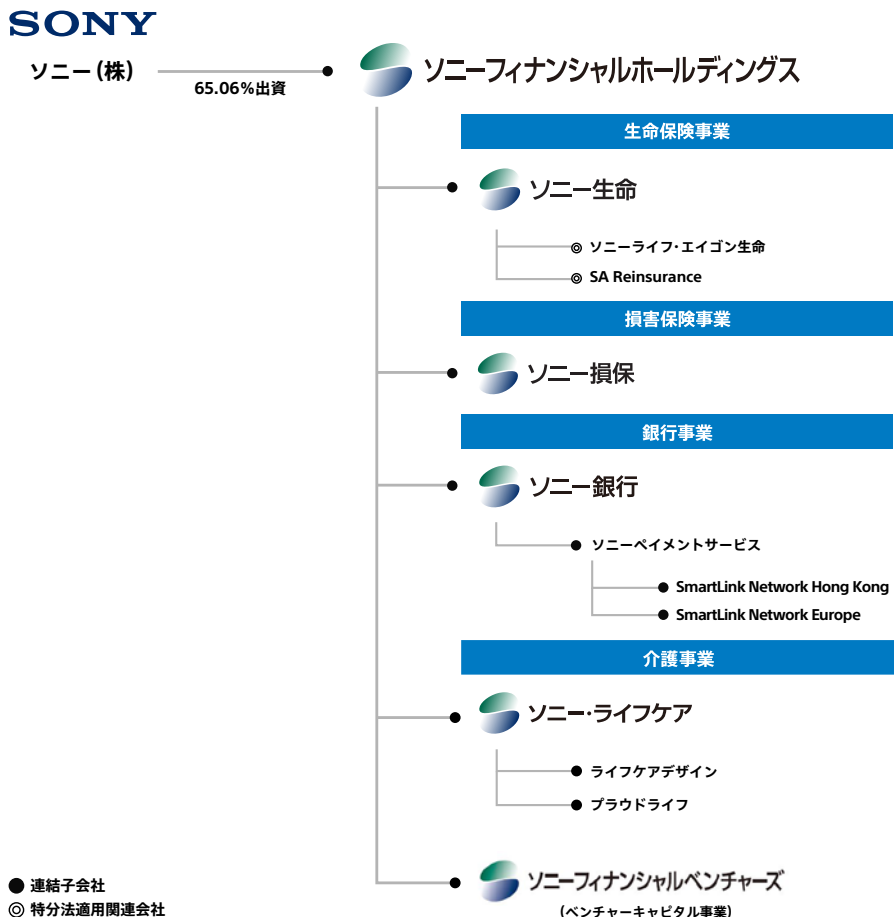 SONY
ソニー(株)
65.06%出資
ソニーフィナンシャルホールディングス
生命保険事業
ソニー生命
ソニーライフ・エイゴン生命
SA Reinsurance
損害保険事業
ソニー損保
銀行事業
ソニー銀行
ソニーペイメントサービス
SmartLink Network Hong Kong
SmartLink Network Europe
介護事業
ソニー・ライフケア
ライフケアデザイン
プラウドライフ
ソニーフィナンシャルベンチャーズ
(ベンチャーキャピタル事業)
● 連結子会社
◎ 特分法適用関連会社